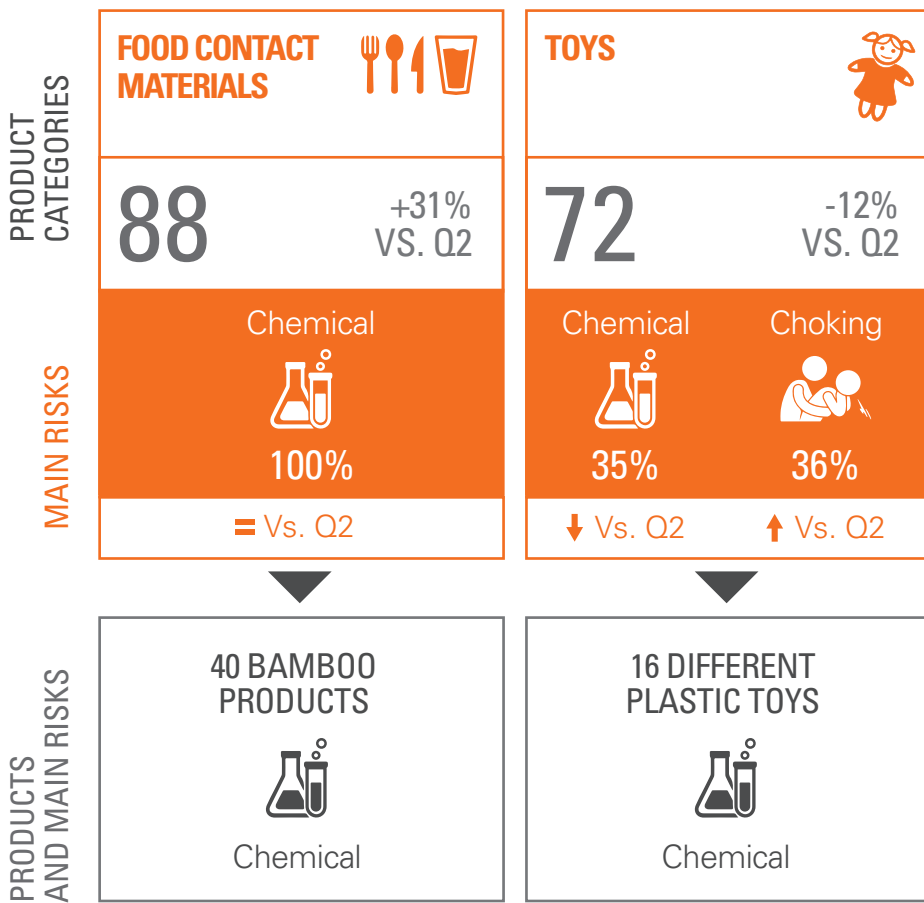 PRODUCT
CATEGORIES
FOOD CONTACT
MATERIALS
88
+31%
VS. Q2
TOYS
72
-12%
VS. Q2
MAIN RISKS
Chemical
100%
= Vs. Q2
Chemical
35%
Vs. Q2
Choking
36%
Vs. Q2
PRODUCTS
AND MAIN RISKS
40 BAMBOO
PRODUCTS
Chemical
16 DIFFERENT
PLASTIC TOYS
Chemical